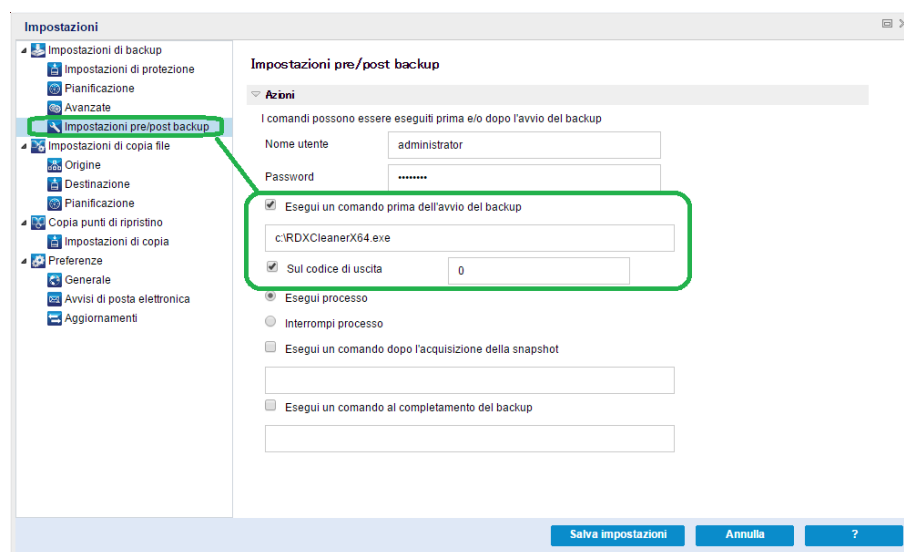 Impostazioni
Impostazioni di backup
Impostazioni di protezione
Pianificazione
Avanzate
Impostazioni pre/post backup
Impostazioni di copia file
Origine
Destinazione
Pianificazione
Copia punti di ripristino
Impostazioni di copia
Preferenze
Generale
Avvisi di posta elettronica
Aggiornamenti
Impostazioni pre/post backup
Azioni
I comandi possono essere eseguiti prima e/o dopo l'avvio del backup
Nome utente administrator
Password ••••••••
Esegui un comando prima dell'avvio del backup
c:\RDXCleanerX64.exe
Sul codice di uscita 0
Esegui processo
Interrompi processo
Esegui un comando dopo l'acquisizione della snapshot
Esegui un comando al completamento del backup
Salva impostazioni Annulla ?